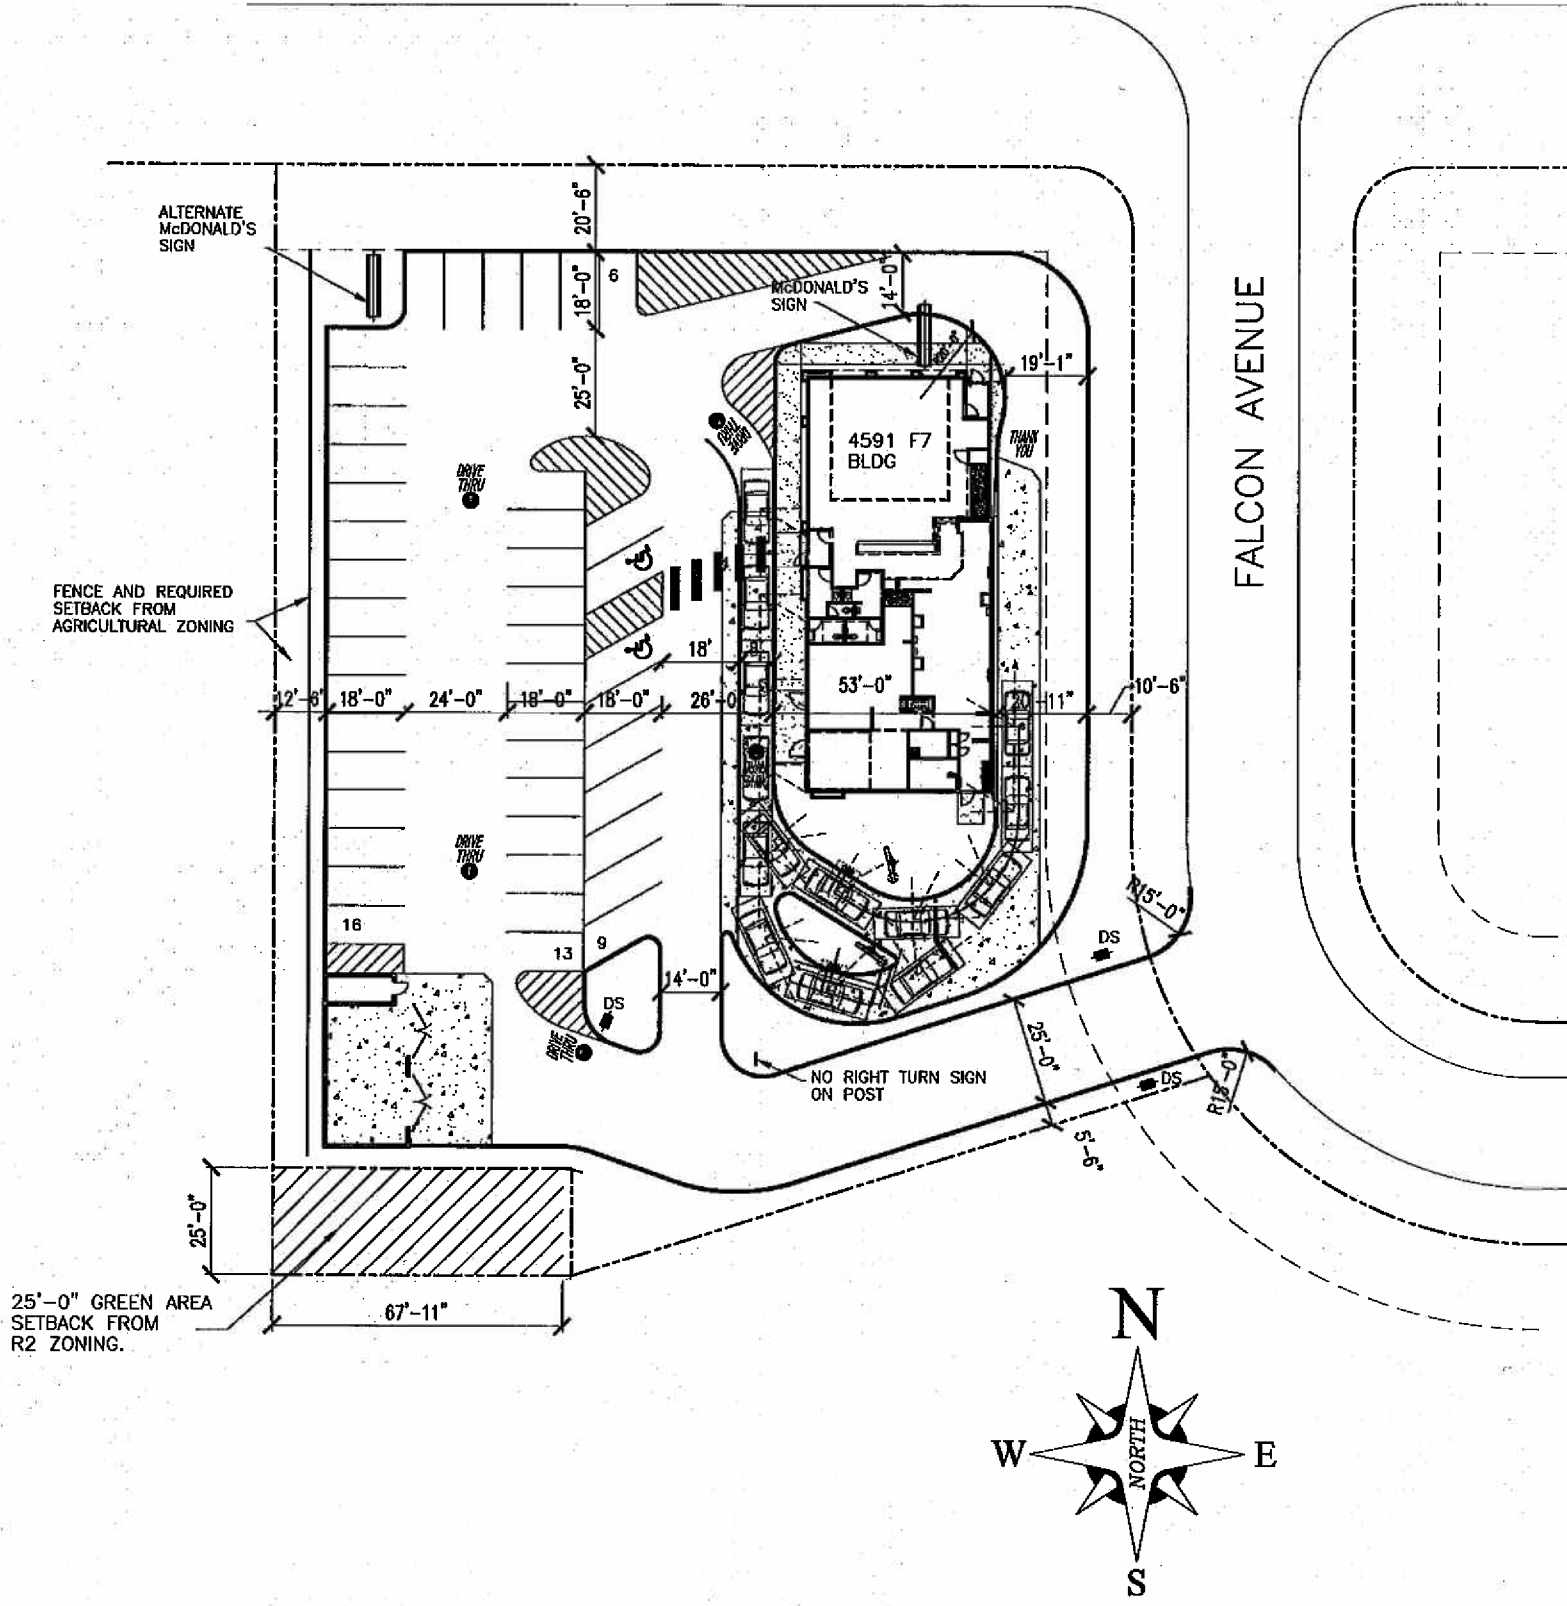 ALTERNATE
McDONALD'S
SIGN
20'-6"
18'-0"
6
25'-0"
McDONALD'S
SIGN
14'-0"
19'-1"
FALCON AVENUE
4591 F7
BLDG
THANK
YOU
DRIVE
THRU
DRIVE
THRU
FENCE AND REQUIRED
SETBACK FROM
AGRICULTURAL ZONING
18'
12'-6"
18'-0"
24'-0"
18'-0"
18'-0"
26'-0
53'-0"
20'-11"
10'-6"
DRIVE
THRU
16
13
9
14'-0"
R15'-0"
DS
DS
DRIVE
THRU
NO RIGHT TURN SIGN
ON POST
25'-0"
DS
5'-6"
25'-0"
25'-0" GREEN AREA
SETBACK FROM
R2 ZONING.
67'-11"
N
W
NORTH
E
S